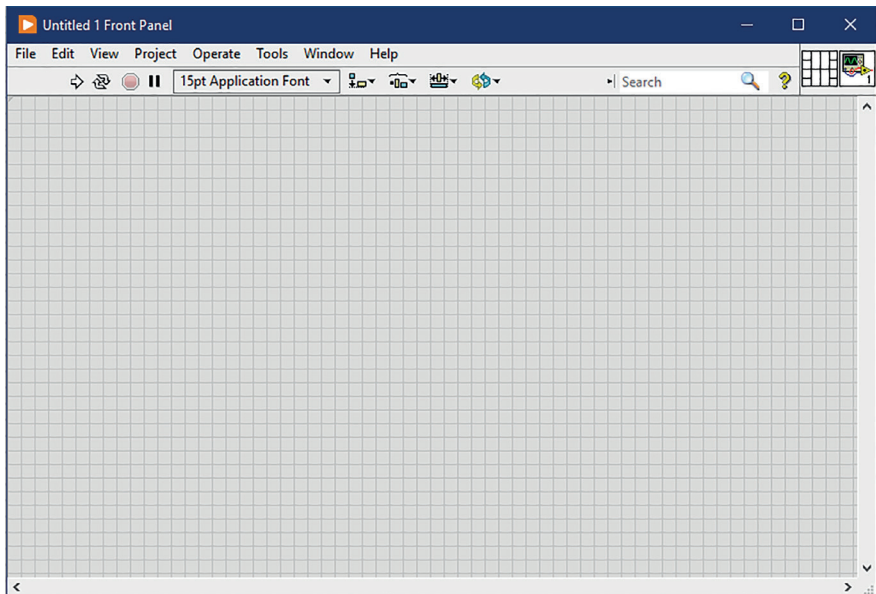 Untitled 1 Front Panel
File Edit View Project Operate Tools Window Help
15pt Application Font Search ?
1